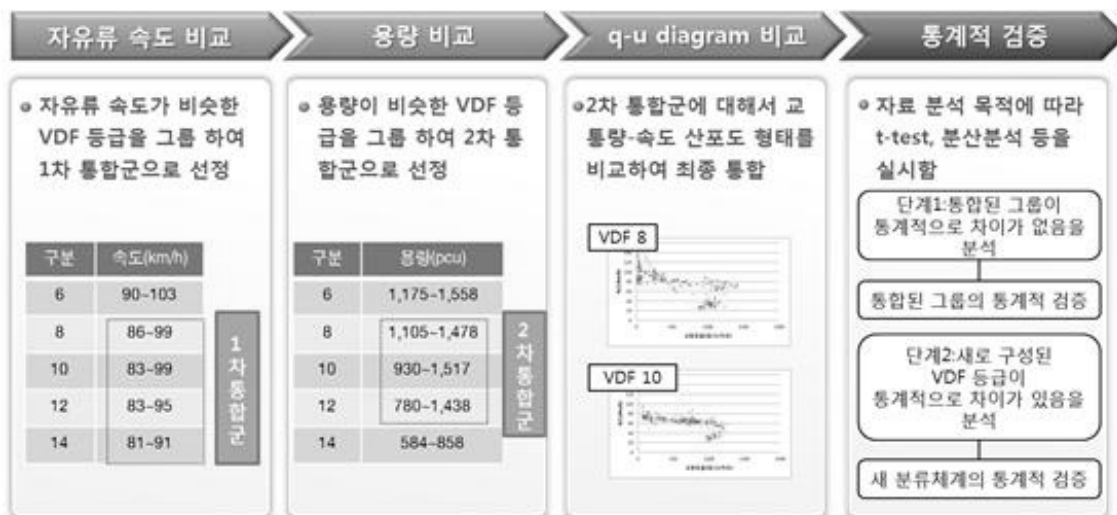 자유류 속도 비교
용량 비교
q-u diagram 비교
통계적 검증
자유류 속도가 비슷한
VDF 등급을 그룹 하여
1차 통합군으로 선정
구분 속도(km/h)
6 90~103
8 86~99
10 83~99
12 83~95
14 81~91
1차통합군
용량이 비슷한 VDF 등
급을 그룹 하여 2차 통
합군으로 선정
구분 용량(pcu)
6 1,175~1,558
8 1,105~1,478
10 930~1,517
12 780~1,438
14 584~858
2차통합군
2차 통합군에 대해서 교
통량-속도 산포도 형태를
비교하여 최종 통합
VDF 8
VDF 10
자료 분석 목적에 따라
t-test, 분산분석 등을
실시함
단계1:통합된 그룹이
통계적으로 차이가 없음을
분석
통합된 그룹의 통계적 검증
단계2:새로 구성된
VDF 등급이
통계적으로 차이가 있음을
분석
새 분류체계의 통계적 검증